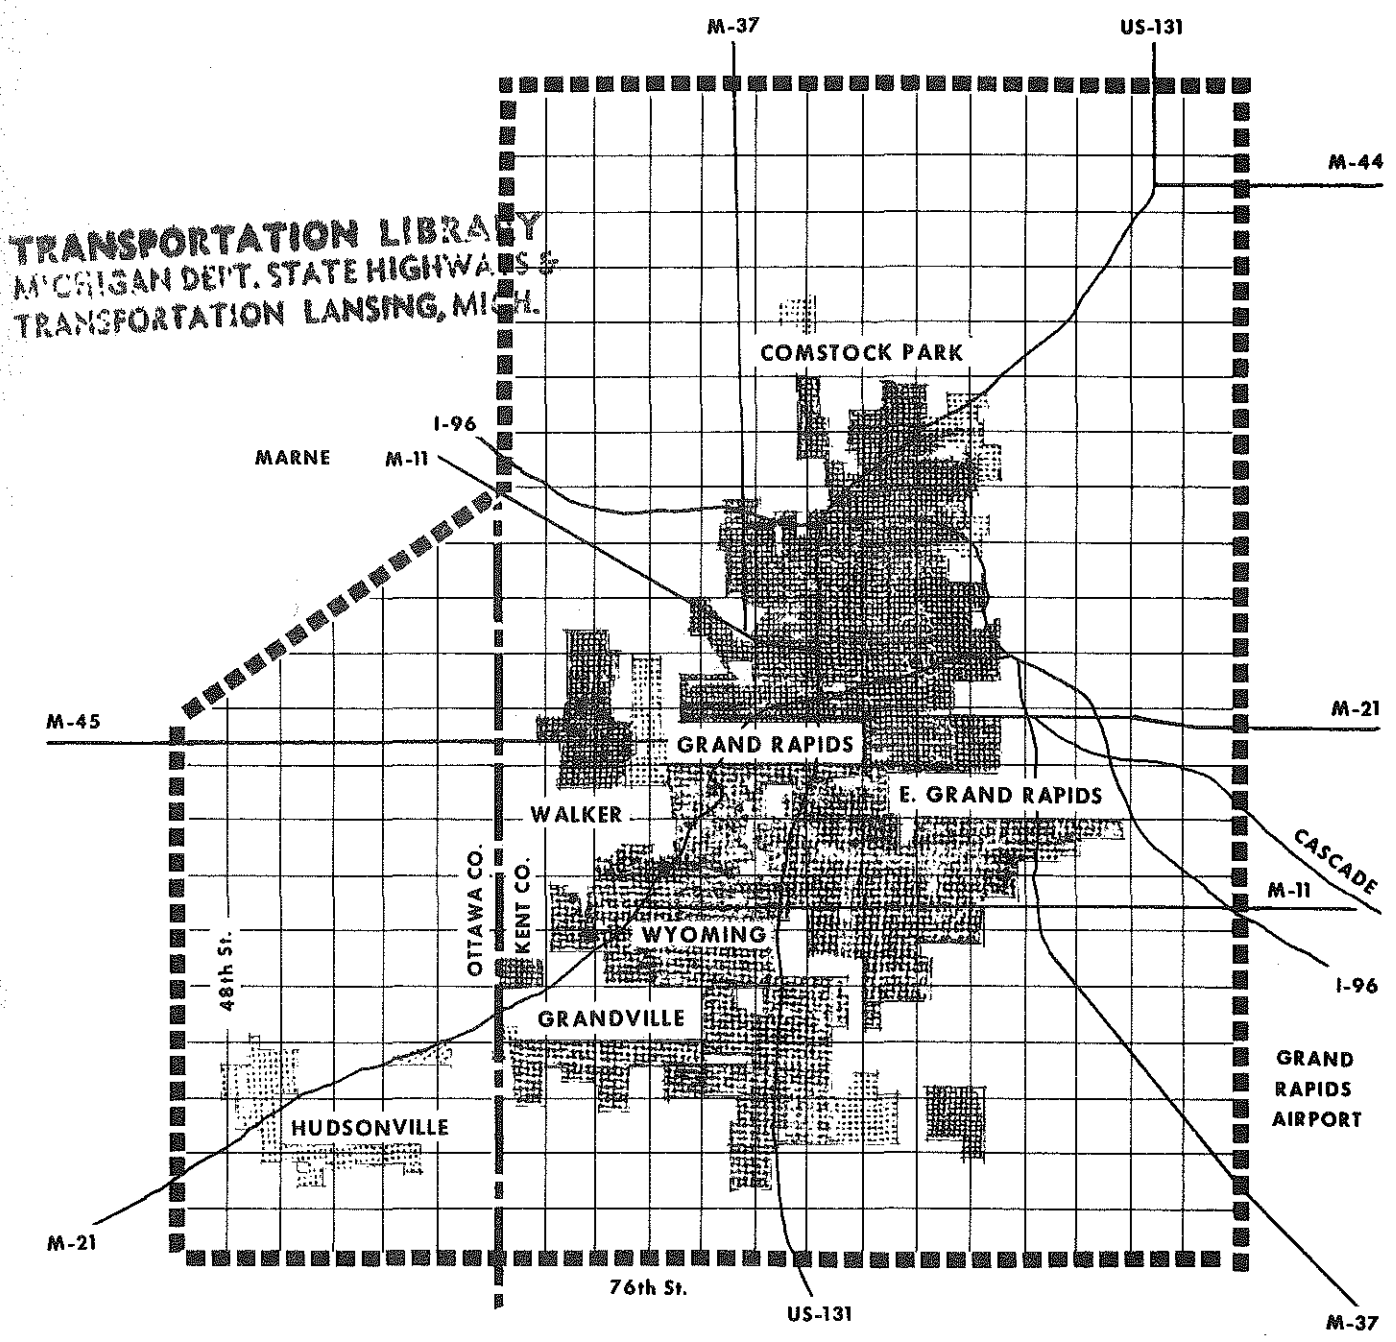 M-37
US-131
M-44
TRANSPORTATION LIBRARY
MICHIGAN DEPT. STATE HIGHWAYS &
TRANSPORTATION LANSING, MICH.
COMSTOCK PARK
I-96
MARNE
M-11
M-45
M-21
GRAND RAPIDS
E. GRAND RAPIDS
WALKER
CASCADE
OTTAWA CO.
KENT CO.
M-11
WYOMING
48th St.
I-96
GRANDVILLE
GRAND
RAPIDS
AIRPORT
HUDSONVILLE
M-21
76th St.
US-131
M-37